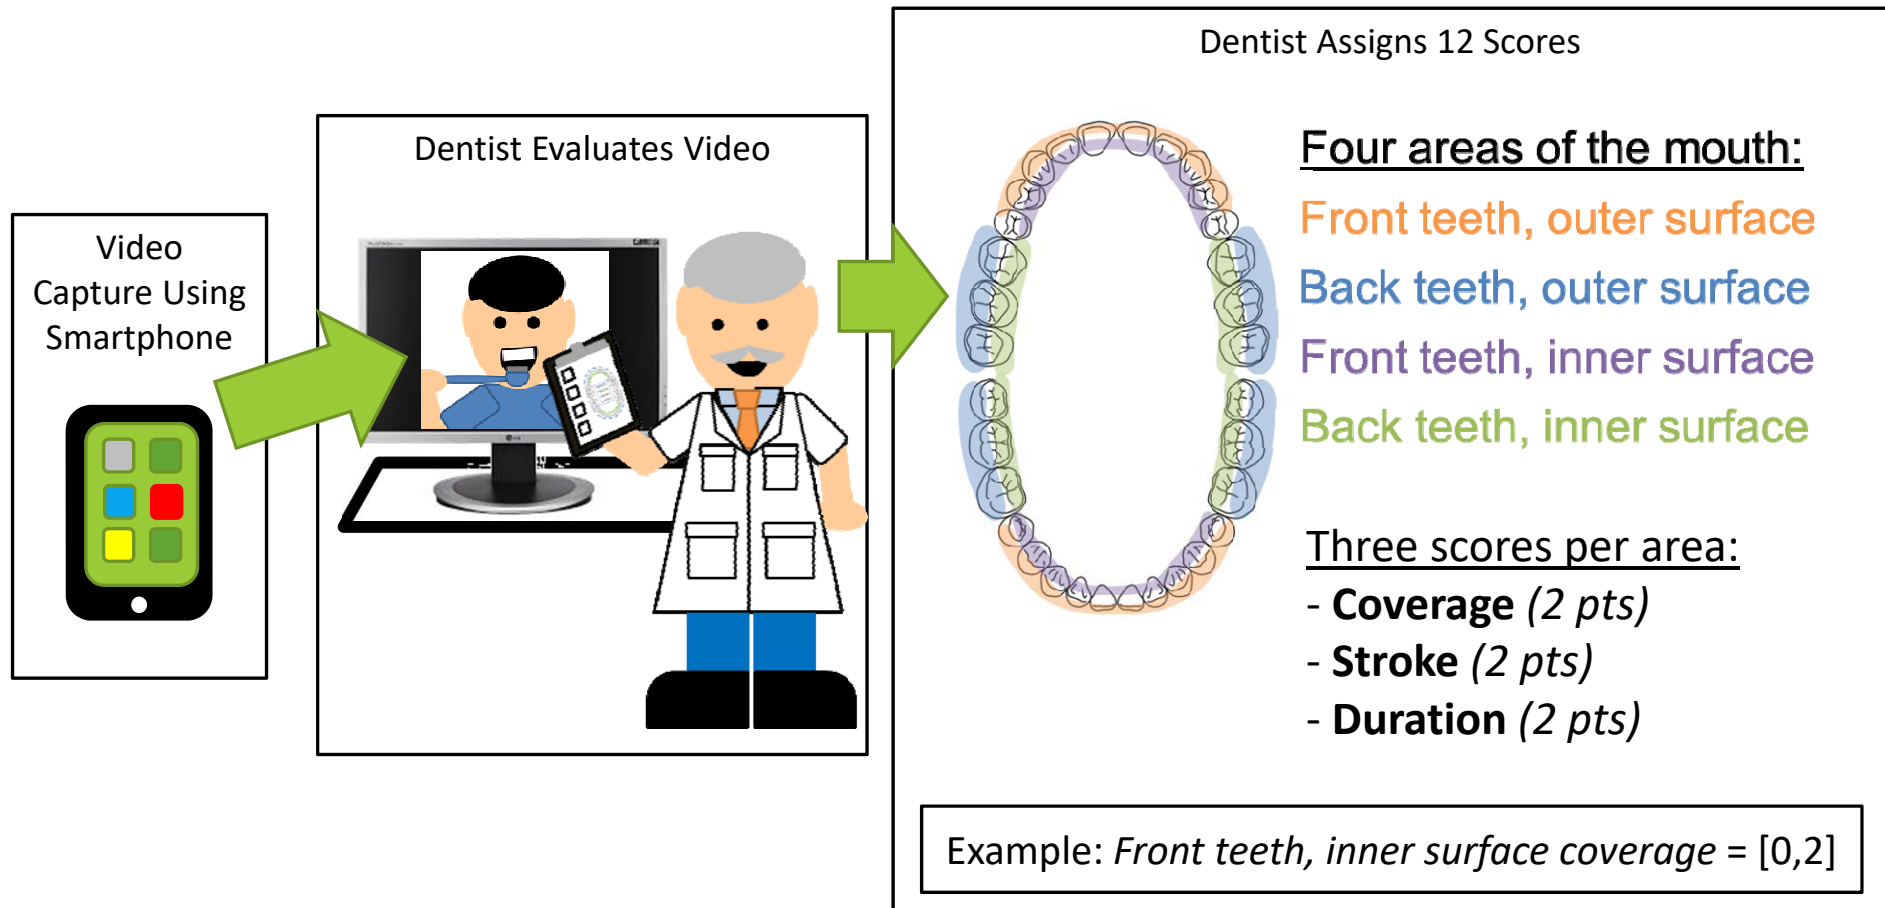 Video
Capture Using
Smartphone
Dentist Evaluates Video
Dentist Assigns 12 Scores
Four areas of the mouth:
Front teeth, outer surface
Back teeth, outer surface
Front teeth, inner surface
Back teeth, inner surface
Three scores per area:
- Coverage (2 pts)
- Stroke (2 pts)
- Duration (2 pts)
Example: Front teeth, inner surface coverage = [0,2]